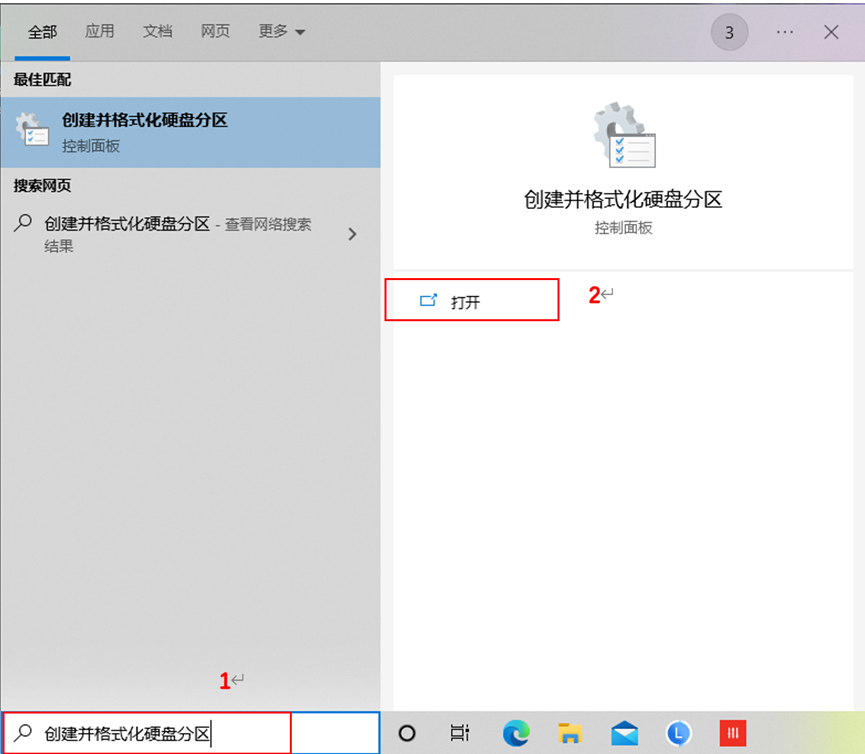 全部 应用 文档 网页 更多 3 ···
最佳匹配
创建并格式化硬盘分区
控制面板
搜索网页
创建并格式化硬盘分区 - 查看网络搜索
结果
创建并格式化硬盘分区
控制面板
打开
2↵
1↵
创建并格式化硬盘分区
L